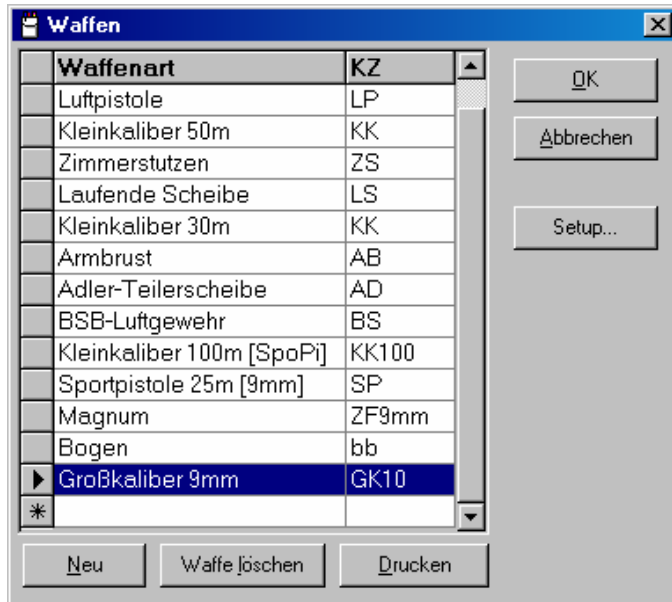 Waffen
Waffenart KZ
Luftpistole LP
Kleinkaliber 50m KK
Zimmerstutzen ZS
Laufende Scheibe LS
Kleinkaliber 30m KK
Armbrust AB
Adler-Teilerscheibe AD
BSB-Luftgewehr BS
Kleinkaliber 100m [SpoPi] KK100
Sportpistole 25m [9mm] SP
Magnum ZF9mm
Bogen bb
Großkaliber 9mm GK10
OK
Abbrechen
Setup...
Neu Waffe löschen Drucken